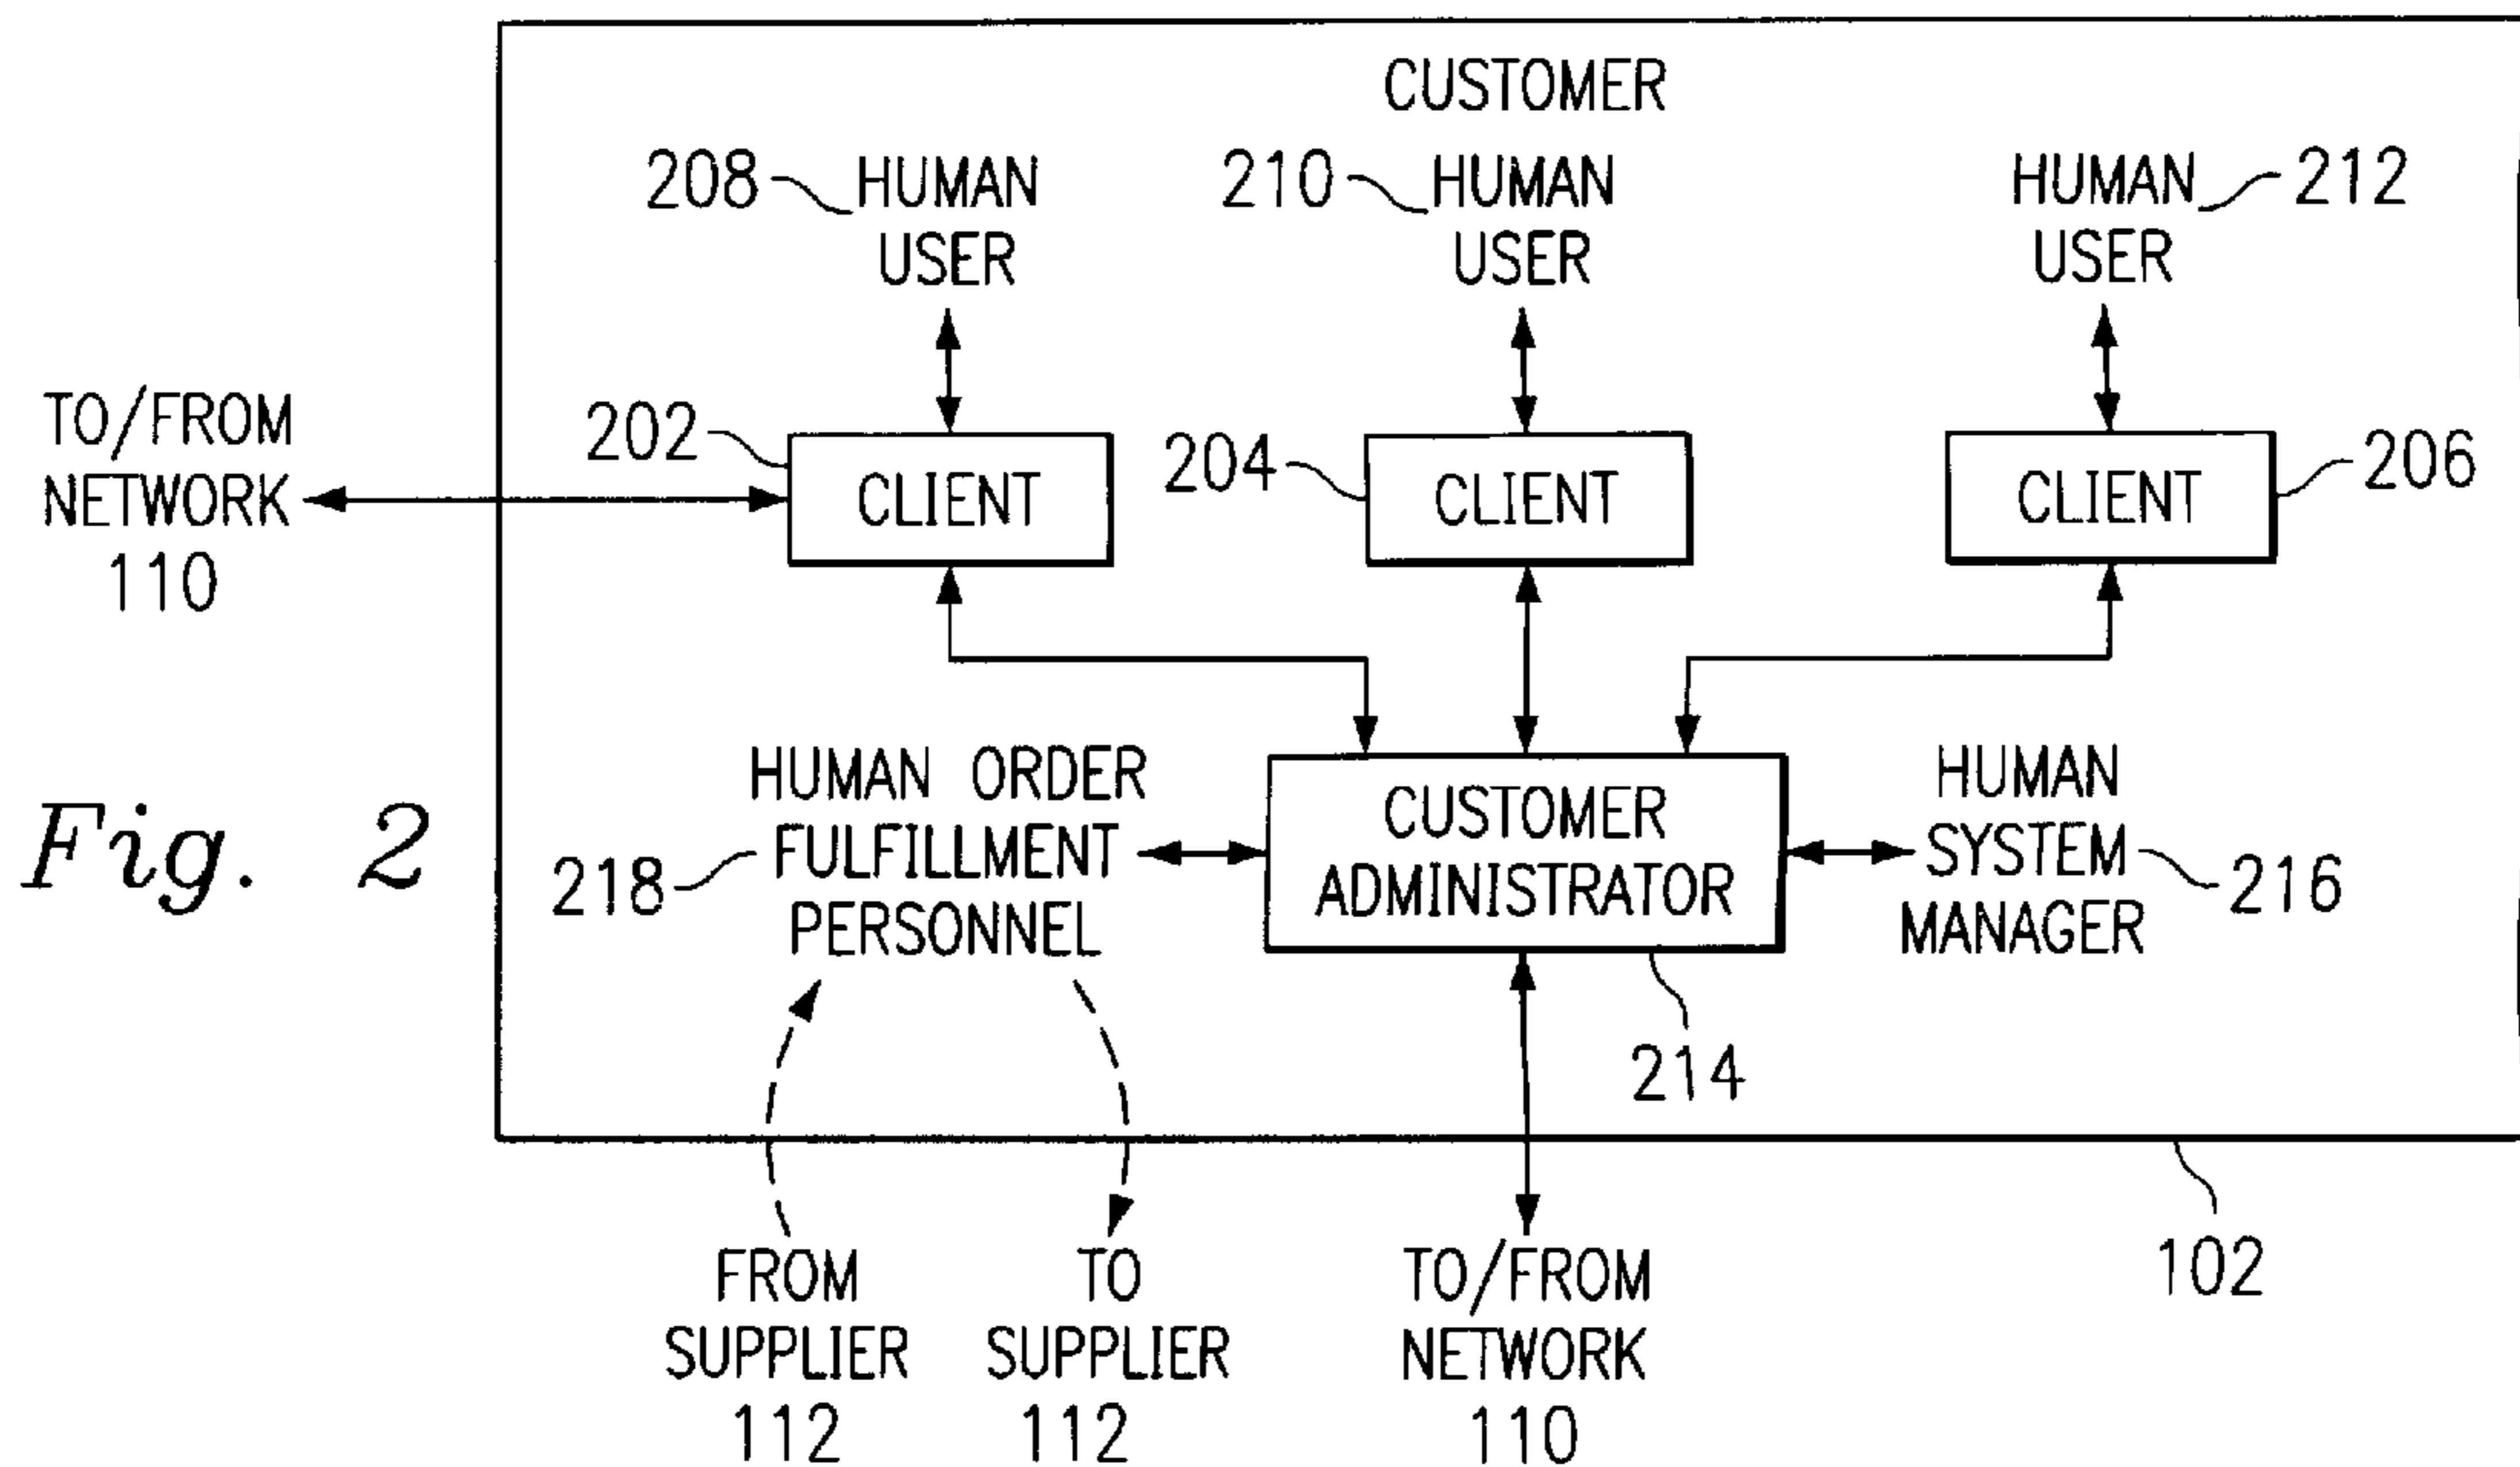 CUSTOMER
208
HUMAN
USER
210
HUMAN
USER
HUMAN
USER
212
TO/FROM
NETWORK
110
202
CLIENT
204
CLIENT
CLIENT
206
Fig. 2
HUMAN ORDER
FULFILLMENT
PERSONNEL
218
CUSTOMER
ADMINISTRATOR
HUMAN
SYSTEM
MANAGER
216
214
FROM
SUPPLIER
112
TO
SUPPLIER
112
TO/FROM
NETWORK
110
102